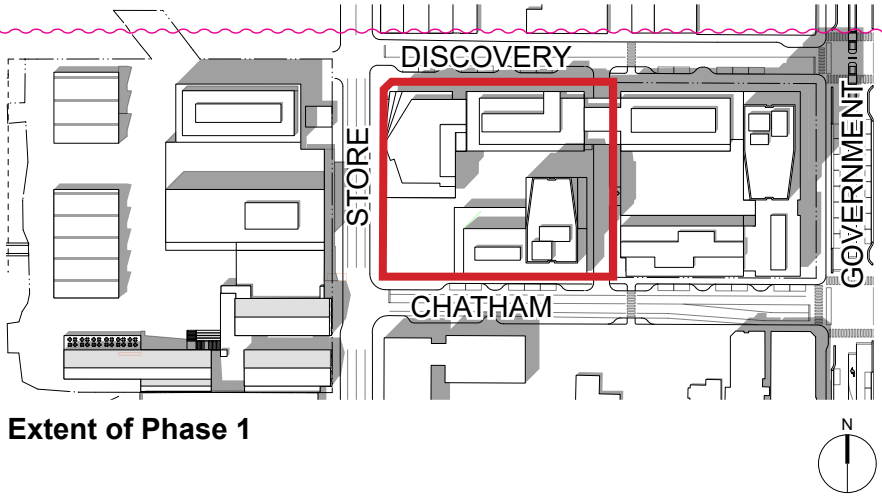 DISCOVERY
STORE
GOVERNMENT
CHATHAM
Extent of Phase 1
N